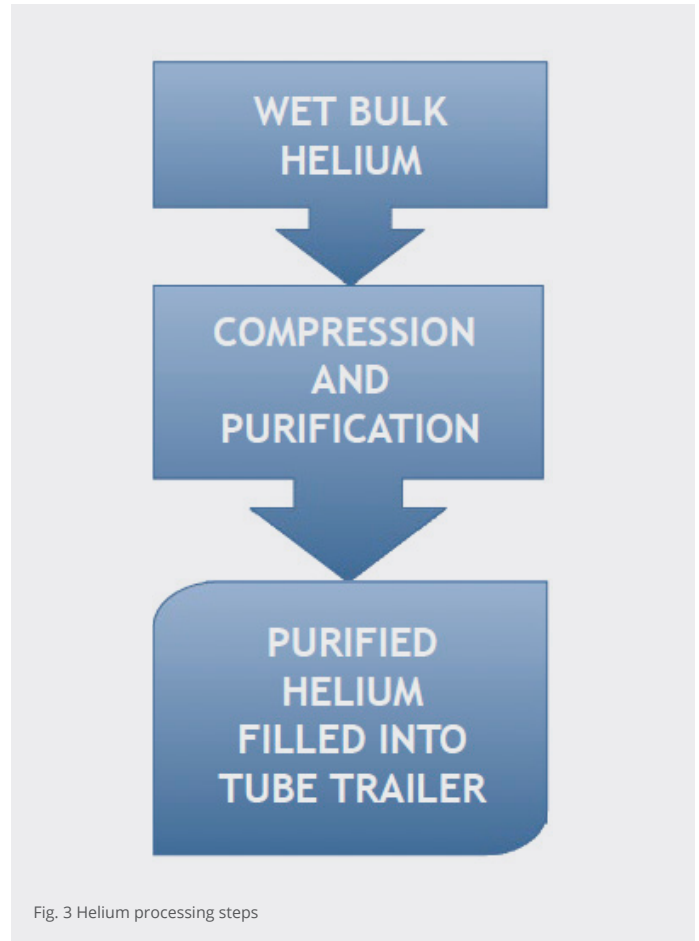 WET BULK
HELIUM
COMPRESSION
AND
PURIFICATION
PURIFIED
HELIUM
FILLED INTO
TUBE TRAILER
Fig. 3 Helium processing steps